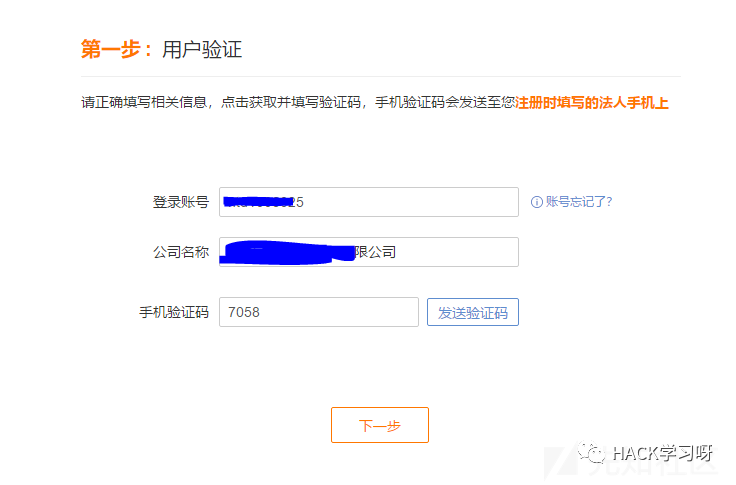 第一步：用户验证
请正确填写相关信息，点击获取并填写验证码，手机验证码会发送至您注册时填写的法人手机上
登录账号 25 账号忘记了?
公司名称 限公司
手机验证码 7058 发送验证码
下一步
HACK学习呀
先知社区